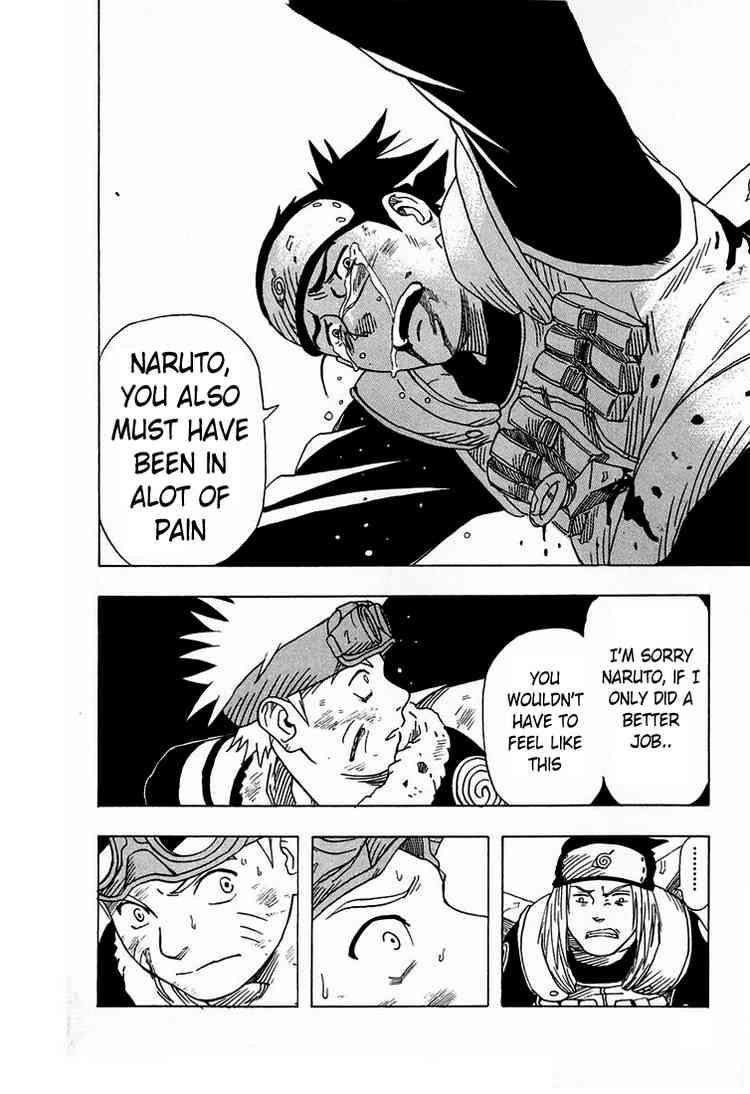 NARUTO,
YOU ALSO
MUST HAVE
BEEN IN
ALOT OF
PAIN
I'M SORRY
NARUTO, IF I
ONLY DID A
BETTER
JOB..
YOU
WOULDN'T
HAVE TO
FEEL LIKE
THIS
........